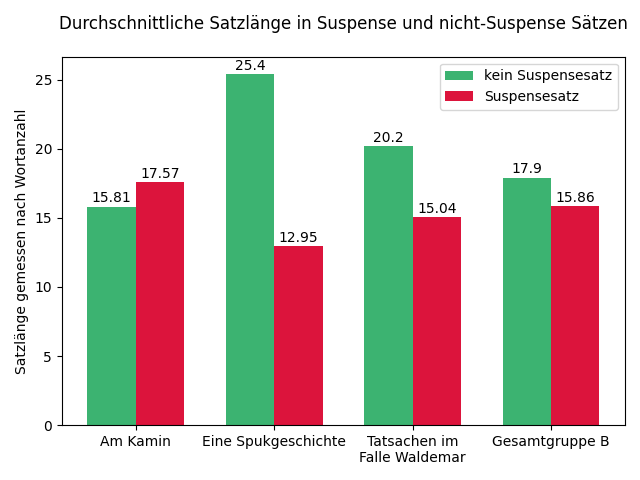 Durchschnittliche Satzlänge in Suspense und nicht-Suspense Sätzen
kein Suspensesatz
Suspensesatz
Satzlänge gemessen nach Wortanzahl
25
20
15
10
5
0
15.81
17.57
25.4
12.95
20.2
15.04
17.9
15.86
Am Kamin
Eine Spukgeschichte
Tatsachen im
Falle Waldemar
Gesamtgruppe B